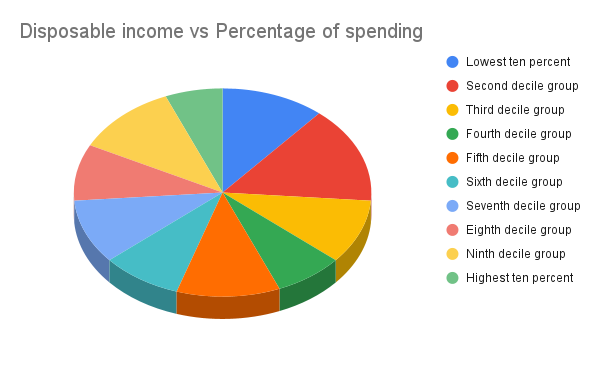 Disposable income vs Percentage of spending
Lowest ten percent
Second decile group
Third decile group
Fourth decile group
Fifth decile group
Sixth decile group
Seventh decile group
Eighth decile group
Ninth decile group
Highest ten percent